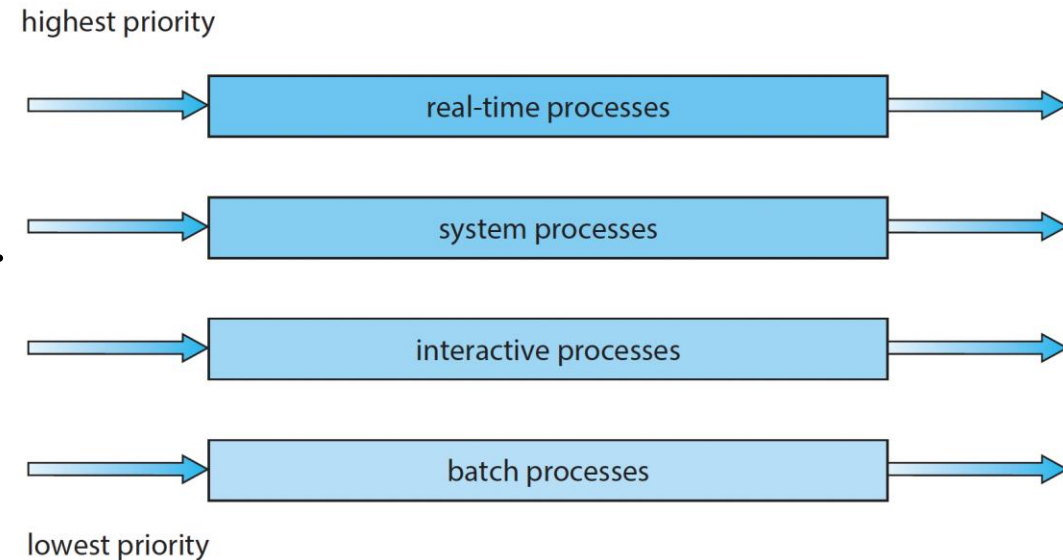 highest priority
real-time processes
system processes
interactive processes
batch processes
lowest priority